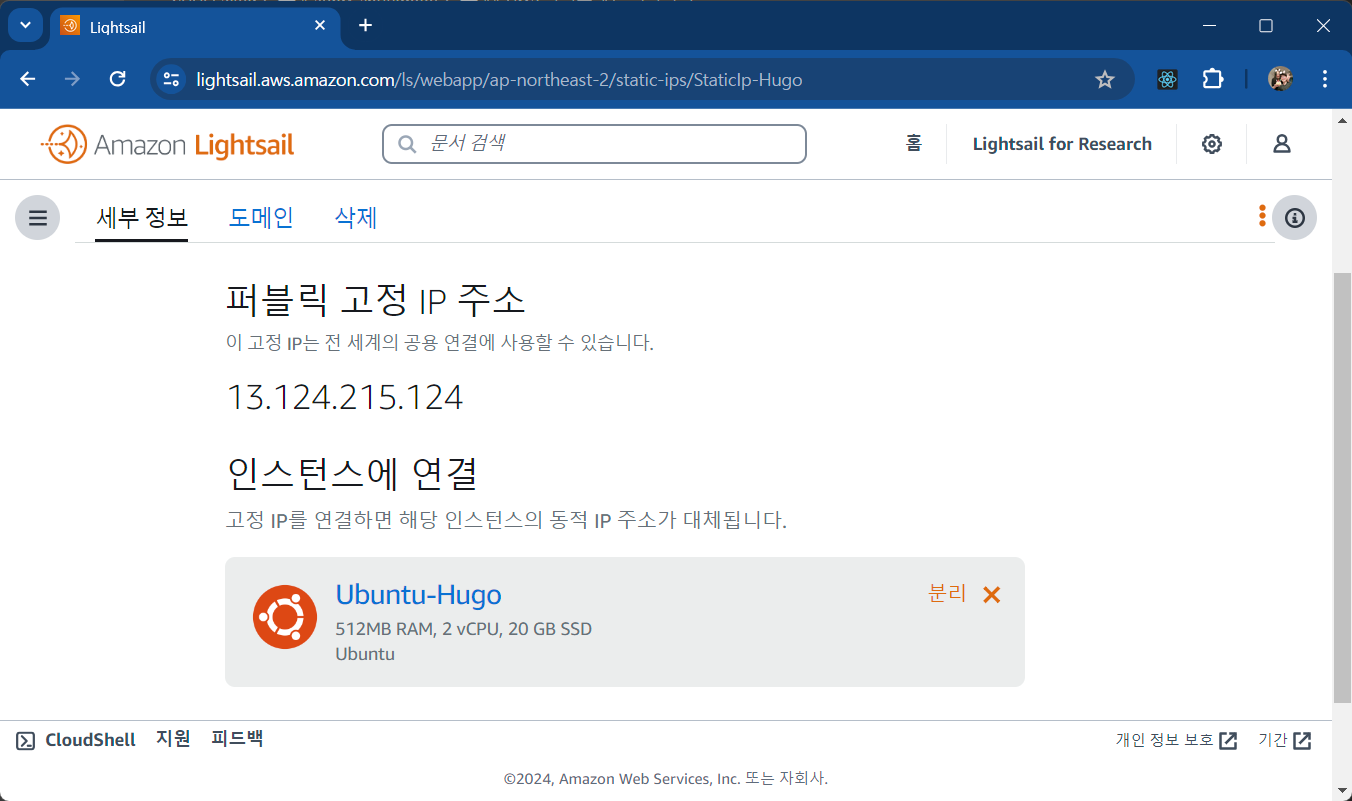 Lightsail
lightsail.aws.amazon.com/ls/webapp/ap-northeast-2/static-ips/StaticIp-Hugo
Amazon Lightsail
문서 검색
홈
Lightsail for Research
세부 정보
도메인
삭제
퍼블릭 고정 IP 주소
이 고정 IP는 전 세계의 공용 연결에 사용할 수 있습니다.
13.124.215.124
인스턴스에 연결
고정 IP를 연결하면 해당 인스턴스의 동적 IP 주소가 대체됩니다.
Ubuntu-Hugo
분리
512MB RAM, 2 vCPU, 20 GB SSD
Ubuntu
CloudShell
지원
피드백
개인 정보 보호
기간
©2024, Amazon Web Services, Inc. 또는 자회사.